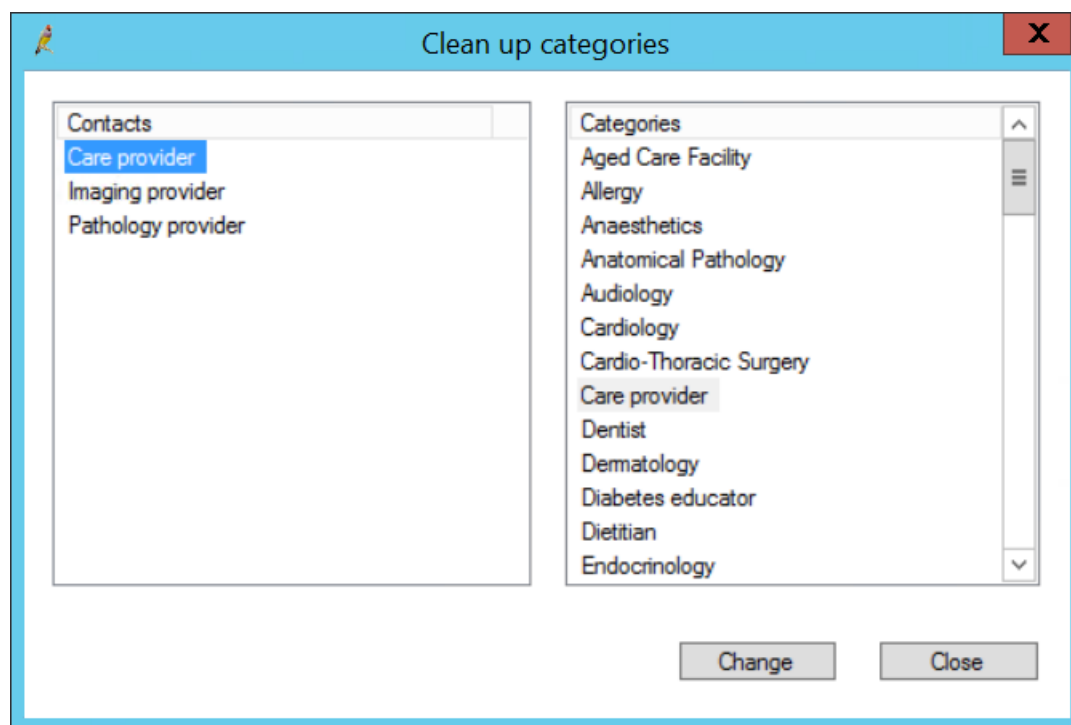 Clean up categories
X
Contacts
Care provider
Imaging provider
Pathology provider
Categories
Aged Care Facility
Allergy
Anaesthetics
Anatomical Pathology
Audiology
Cardiology
Cardio-Thoracic Surgery
Care provider
Dentist
Dermatology
Diabetes educator
Dietitian
Endocrinology
Change
Close